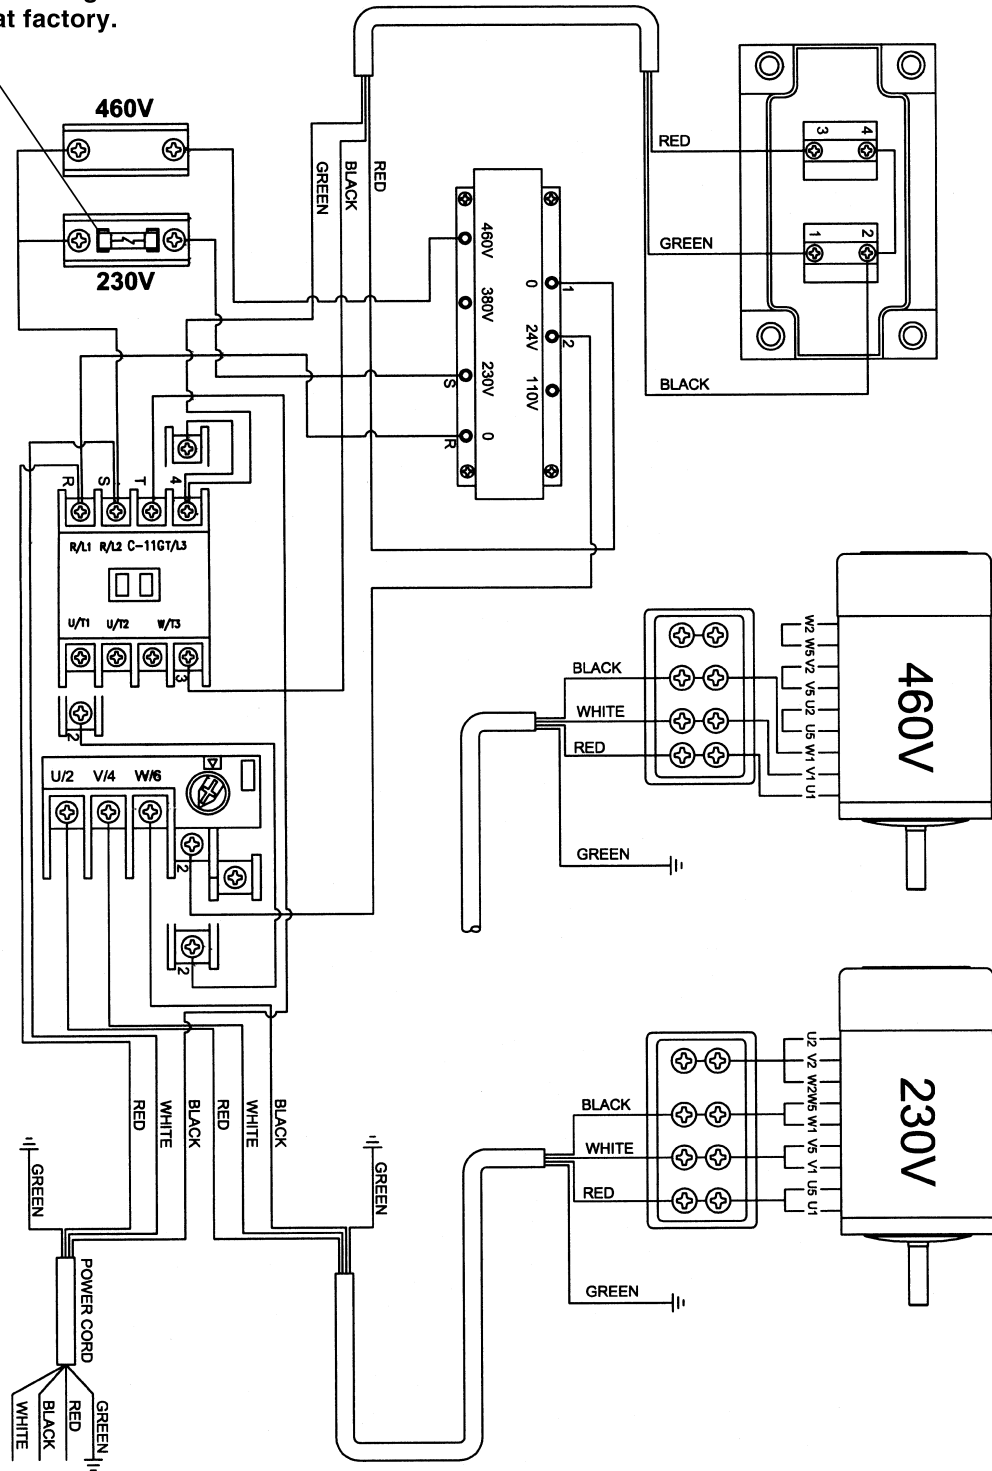 at factory.
460V
230V
GREEN
BLACK
RED
460V
380V
230V
0
S
R
0
24V
110V
1
2
RED
GREEN
BLACK
3
4
1
2
R
S
T
4
R/L1 R/L2 C-11GT/L3
U/T1 U/T2 W/T3
3
2
U/2 V/4 W/6
2
2
BLACK
WHITE
RED
GREEN
W2
W5
V2
V5
U2
U5
W1
V1
U1
460V
BLACK
WHITE
RED
GREEN
U2
V2
W2
W5
W1
V5
V1
U5
U1
230V
RED
WHITE
BLACK
RED
WHITE
BLACK
GREEN
GREEN
POWER CORD
WHITE
BLACK
RED
GREEN